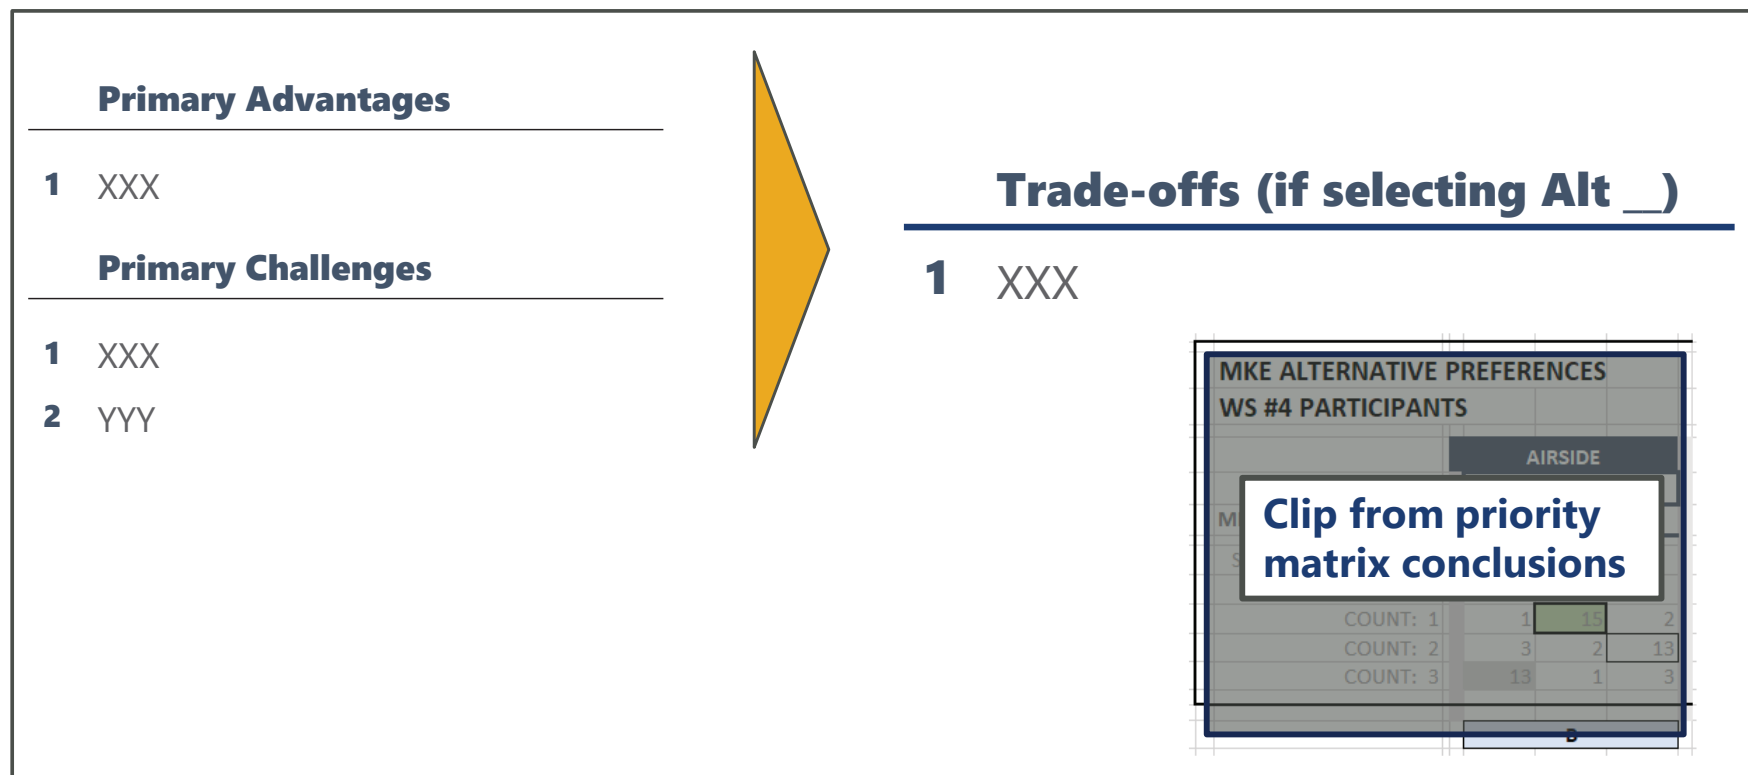 Primary Advantages
1 XXX
Primary Challenges
1 XXX
2 YYY
Trade-offs (if selecting Alt __)
1 XXX
MKE ALTERNATIVE PREFERENCES
WS #4 PARTICIPANTS
AIRSIDE
Clip from priority
matrix conclusions
COUNT: 1 1 15 2
COUNT: 2 3 2 13
COUNT: 3 13 1 3
B